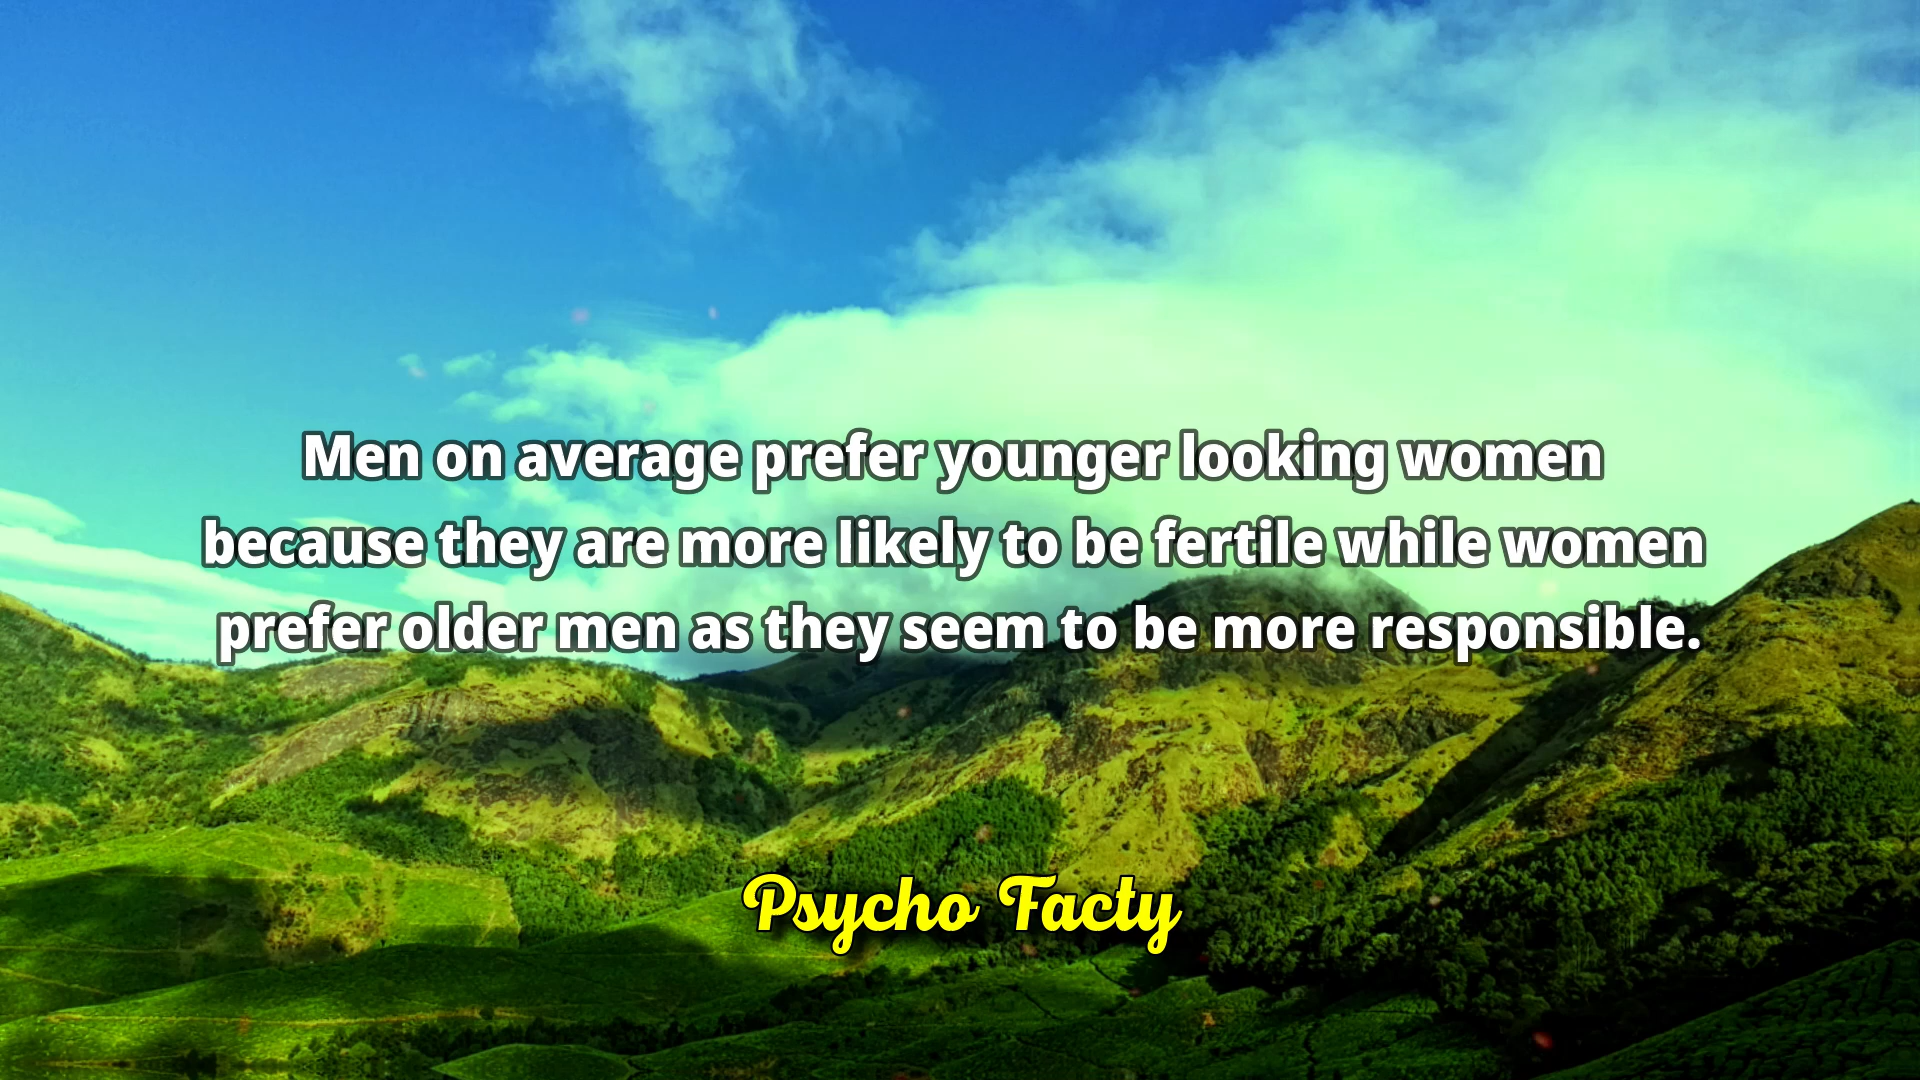 Men on average prefer younger looking women
because they are more likely to be fertile while women
prefer older men as they seem to be more responsible.
Psycho Facty